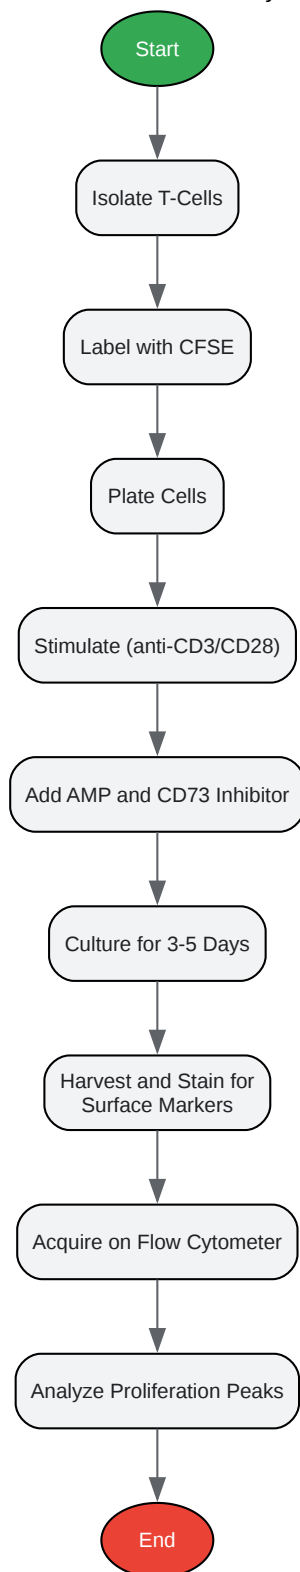 Start
Isolate T-Cells
Label with CFSE
Plate Cells
Stimulate (anti-CD3/CD28)
Add AMP and CD73 Inhibitor
Culture for 3-5 Days
Harvest and Stain for
Surface Markers
Acquire on Flow Cytometer
Analyze Proliferation Peaks
End